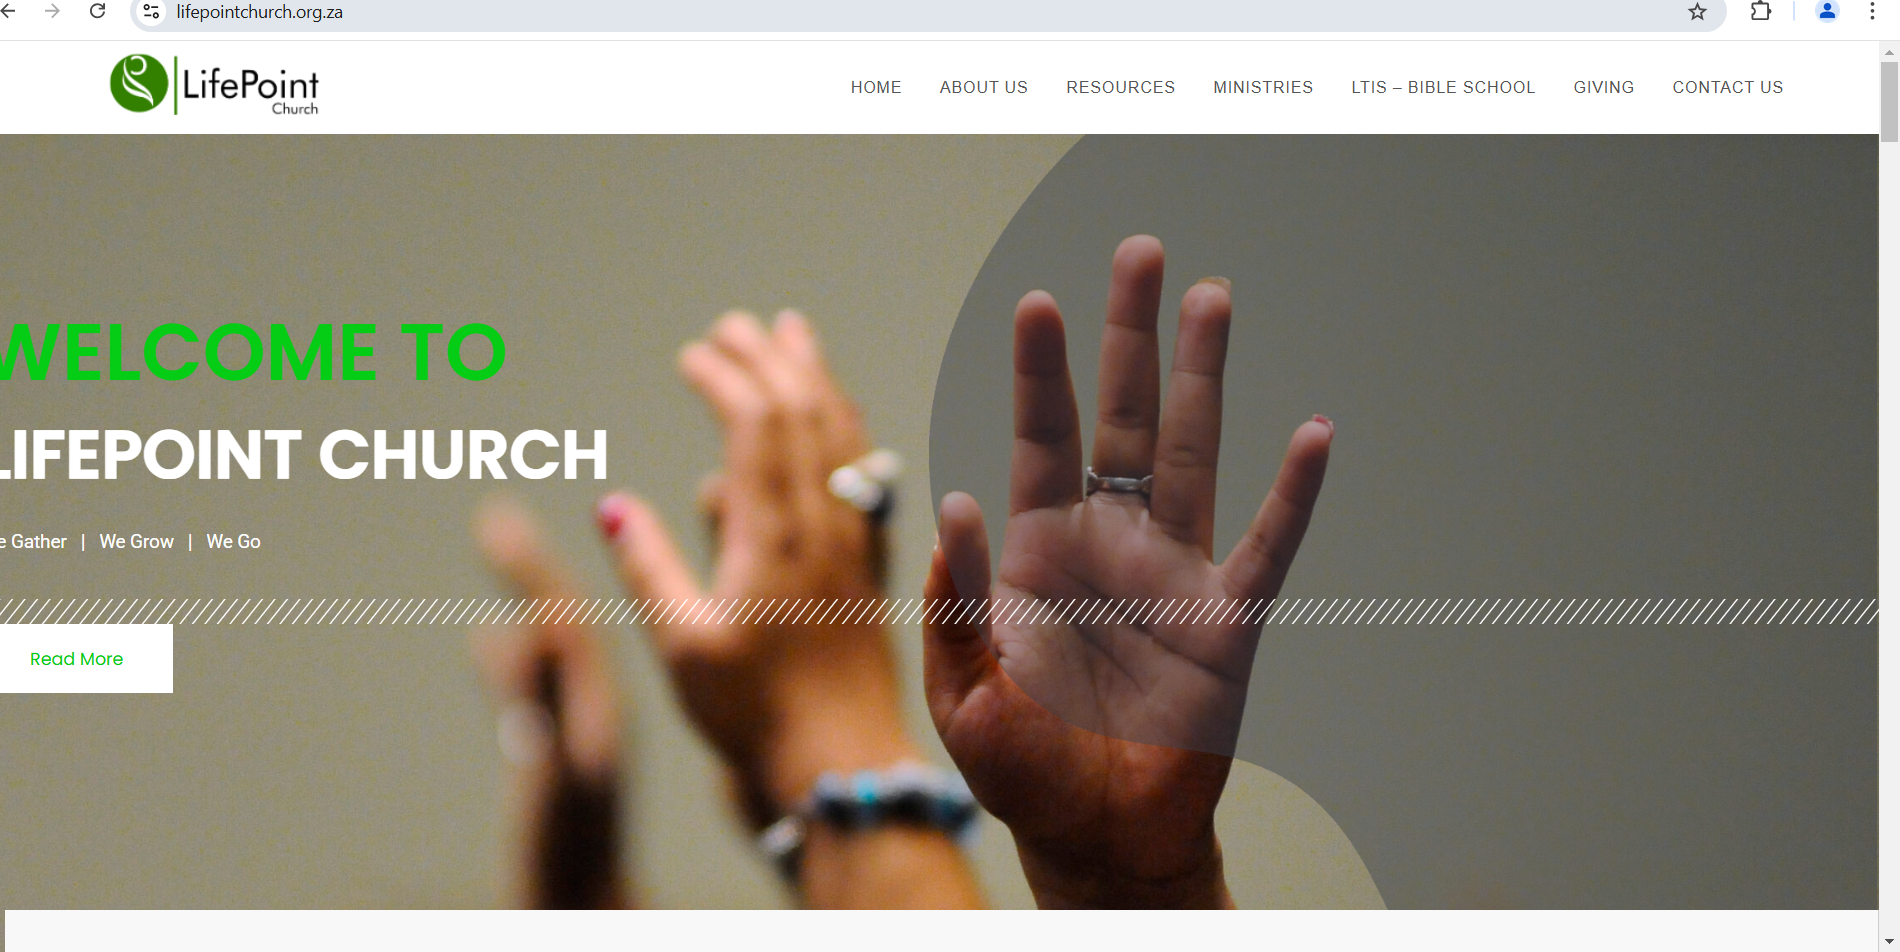 lifepointchurch.org.za
LifePoint
Church
HOME ABOUT US RESOURCES MINISTRIES LTIS – BIBLE SCHOOL GIVING CONTACT US
WELCOME TO
LIFEPOINT CHURCH
e Gather | We Grow | We Go
Read More